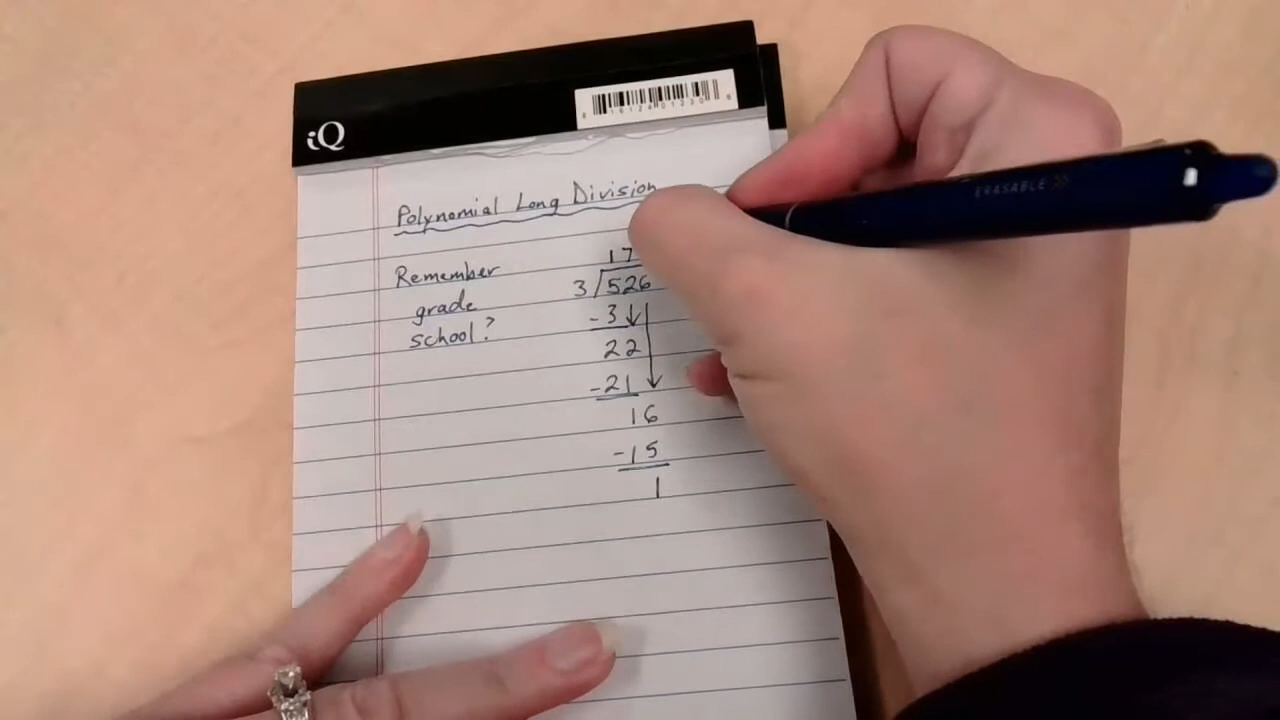 iQ
Polynomial Long Division
Remember
grade
school?
17
3 526
-3
22
-21
16
-15
1
ERASABLE